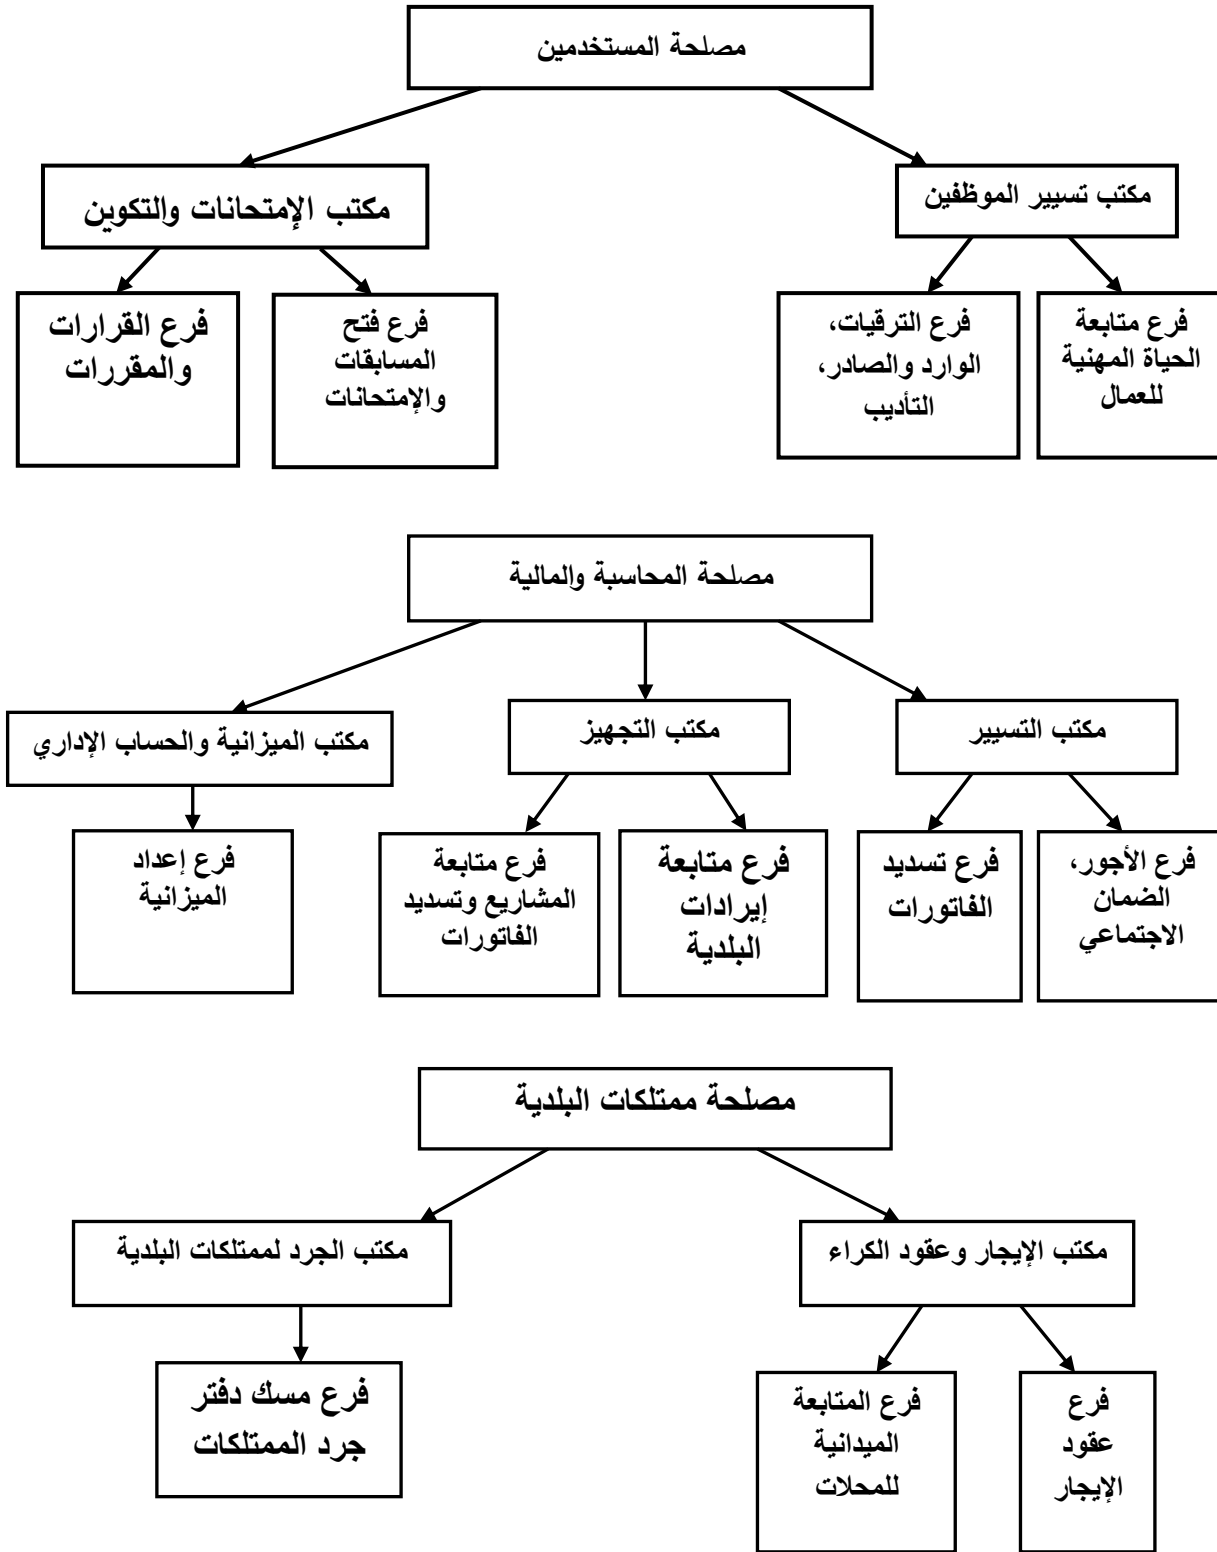 مصلحة المستخدمين
مكتب تسيير الموظفين
مكتب الإمتحانات والتكوين
فرع متابعة
الحياة المهنية
للعمال
فرع الترقيات،
الوارد والصادر،
التأديب
فرع فتح
المسابقات
والإمتحانات
فرع القرارات
والمقررات
مصلحة المحاسبة والمالية
مكتب التسيير
مكتب التجهيز
مكتب الميزانية والحساب الإداري
فرع الأجور،
الضمان
الاجتماعي
فرع تسديد
الفاتورات
فرع متابعة
إيرادات
البلدية
فرع متابعة
المشاريع وتسديد
الفاتورات
فرع إعداد
الميزانية
مصلحة ممتلكات البلدية
مكتب الإيجار وعقود الكراء
مكتب الجرد لممتلكات البلدية
فرع
عقود
الإيجار
فرع المتابعة
الميدانية
للمحلات
فرع مسك دفتر
جرد الممتلكات